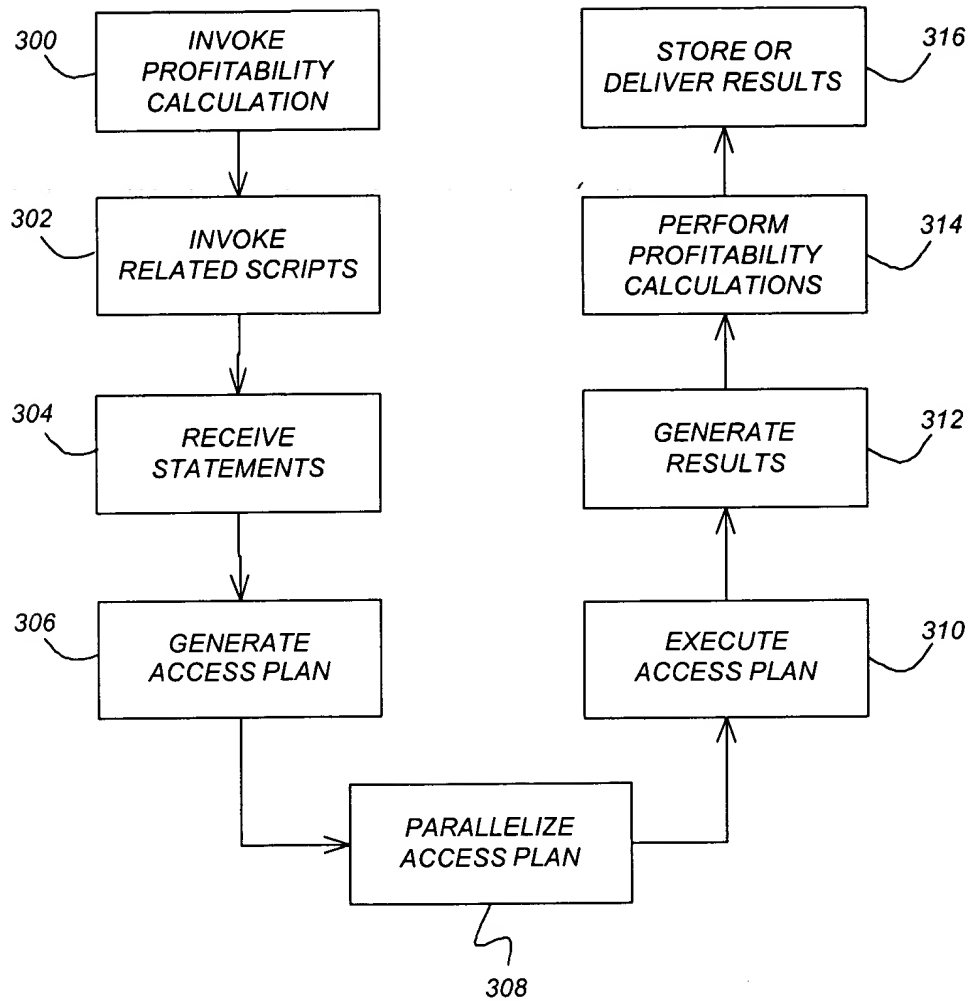 300
INVOKE
PROFITABILITY
CALCULATION
302
INVOKE
RELATED SCRIPTS
304
RECEIVE
STATEMENTS
306
GENERATE
ACCESS PLAN
PARALLELIZE
ACCESS PLAN
308
EXECUTE
ACCESS PLAN
310
GENERATE
RESULTS
312
PERFORM
PROFITABILITY
CALCULATIONS
314
STORE OR
DELIVER RESULTS
316